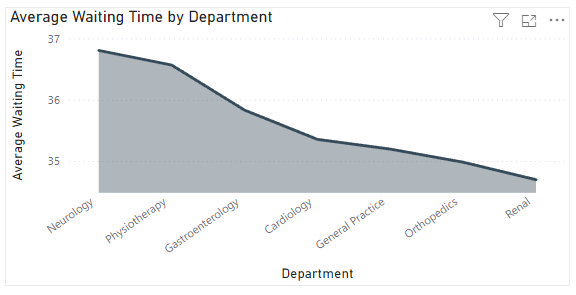 Average Waiting Time by Department
37
36
35
Average Waiting Time
Neurology
Physiotherapy
Gastroenterology
Cardiology
General Practice
Orthopedics
Renal
Department